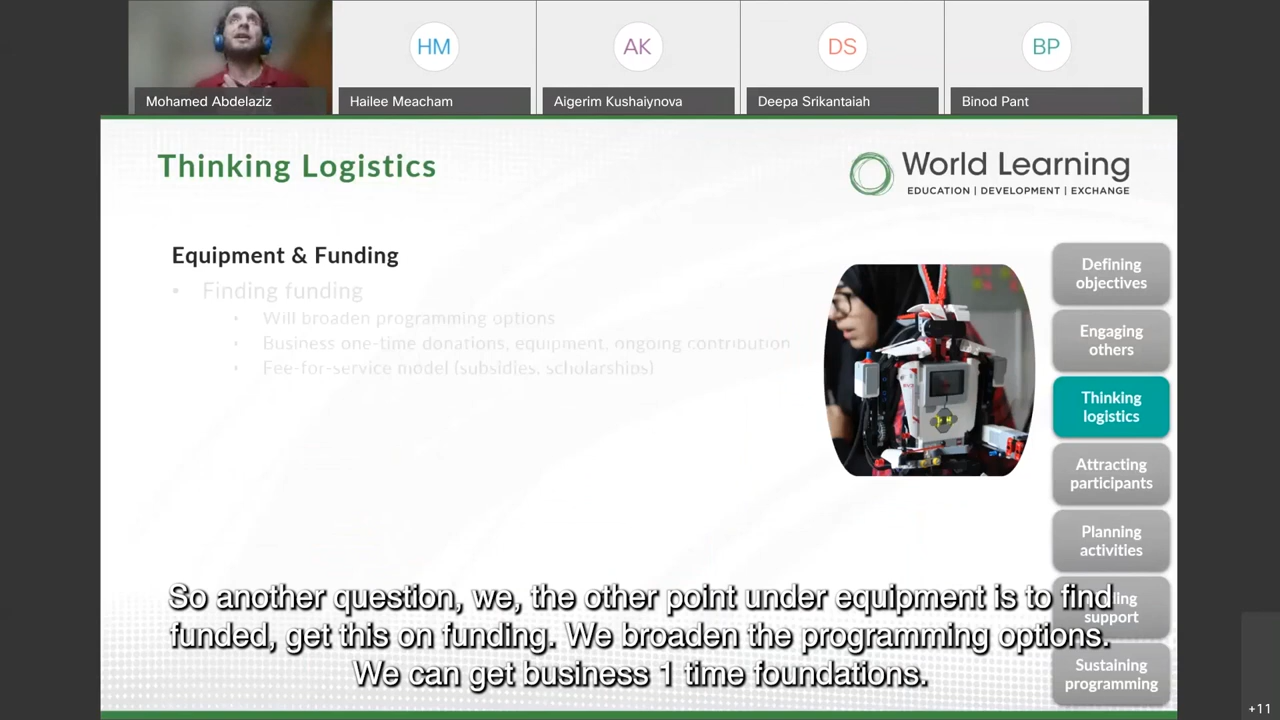 HM
AK
DS
BP
Mohamed Abdelaziz
Hailee Meacham
Aigerim Kushaiynova
Deepa Srikantaiah
Binod Pant
Thinking Logistics
World Learning
EDUCATION | DEVELOPMENT | EXCHANGE
Equipment & Funding
• Finding funding
• Will broaden programming options
• Business one-time donations, equipment, ongoing contribution
• Fee-for-service model (subsidies, scholarships)
Defining
objectives
Engaging
others
Thinking
logistics
Attracting
participants
Planning
activities
support
Sustaining
programming
So another question, we, the other point under equipment is to find
funded, get this on funding. We broaden the programming options.
We can get business 1 time foundations.
+11